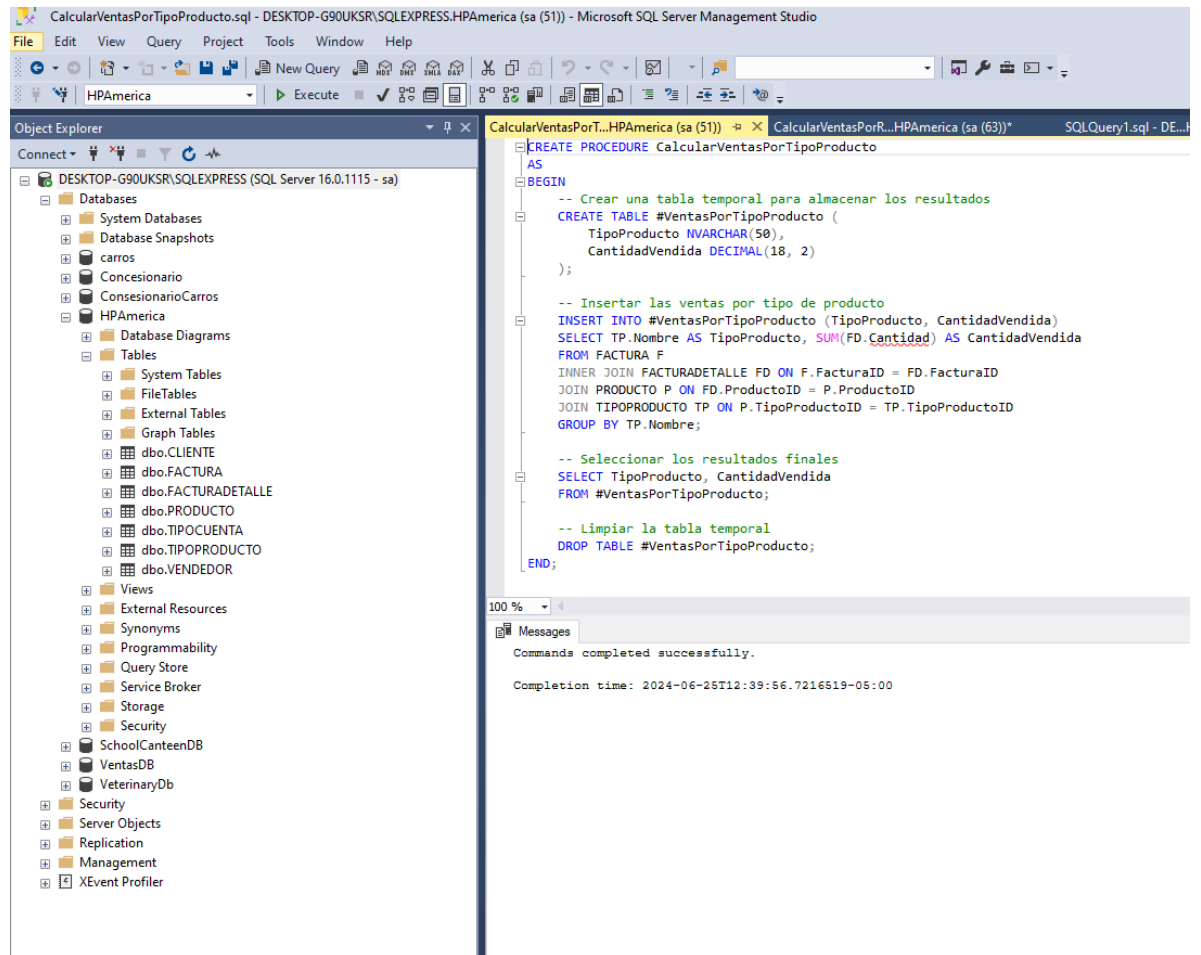 CalcularVentasPorTipoProducto.sql - DESKTOP-G90UKSR\SQLEXPRESS.HPAmerica (sa (51)) - Microsoft SQL Server Management Studio
File Edit View Query Project Tools Window Help
New Query MDX DMX XMLA DAX
HPAmerica Execute
Object Explorer
Connect
DESKTOP-G90UKSR\SQLEXPRESS (SQL Server 16.0.1115 - sa)
Databases
System Databases
Database Snapshots
carros
Concesionario
ConsesionarioCarros
HPAmerica
Database Diagrams
Tables
System Tables
FileTables
External Tables
Graph Tables
dbo.CLIENTE
dbo.FACTURA
dbo.FACTURADETALLE
dbo.PRODUCTO
dbo.TIPOCUENTA
dbo.TIPOPRODUCTO
dbo.VENDEDOR
Views
External Resources
Synonyms
Programmability
Query Store
Service Broker
Storage
Security
SchoolCanteenDB
VentasDB
VeterinaryDb
Security
Server Objects
Replication
Management
XEvent Profiler
CalcularVentasPorT...HPAmerica (sa (51)) CalcularVentasPorR...HPAmerica (sa (63))* SQLQuery1.sql - DE...H
CREATE PROCEDURE CalcularVentasPorTipoProducto
AS
BEGIN
-- Crear una tabla temporal para almacenar los resultados
CREATE TABLE #VentasPorTipoProducto (
TipoProducto NVARCHAR(50),
CantidadVendida DECIMAL(18, 2)
);
-- Insertar las ventas por tipo de producto
INSERT INTO #VentasPorTipoProducto (TipoProducto, CantidadVendida)
SELECT TP.Nombre AS TipoProducto, SUM(FD.Cantidad) AS CantidadVendida
FROM FACTURA F
INNER JOIN FACTURADETALLE FD ON F.FacturaID = FD.FacturaID
JOIN PRODUCTO P ON FD.ProductoID = P.ProductoID
JOIN TIPOPRODUCTO TP ON P.TipoProductoID = TP.TipoProductoID
GROUP BY TP.Nombre;
-- Seleccionar los resultados finales
SELECT TipoProducto, CantidadVendida
FROM #VentasPorTipoProducto;
-- Limpiar la tabla temporal
DROP TABLE #VentasPorTipoProducto;
END;
100 %
Messages
Commands completed successfully.
Completion time: 2024-06-25T12:39:56.7216519-05:00